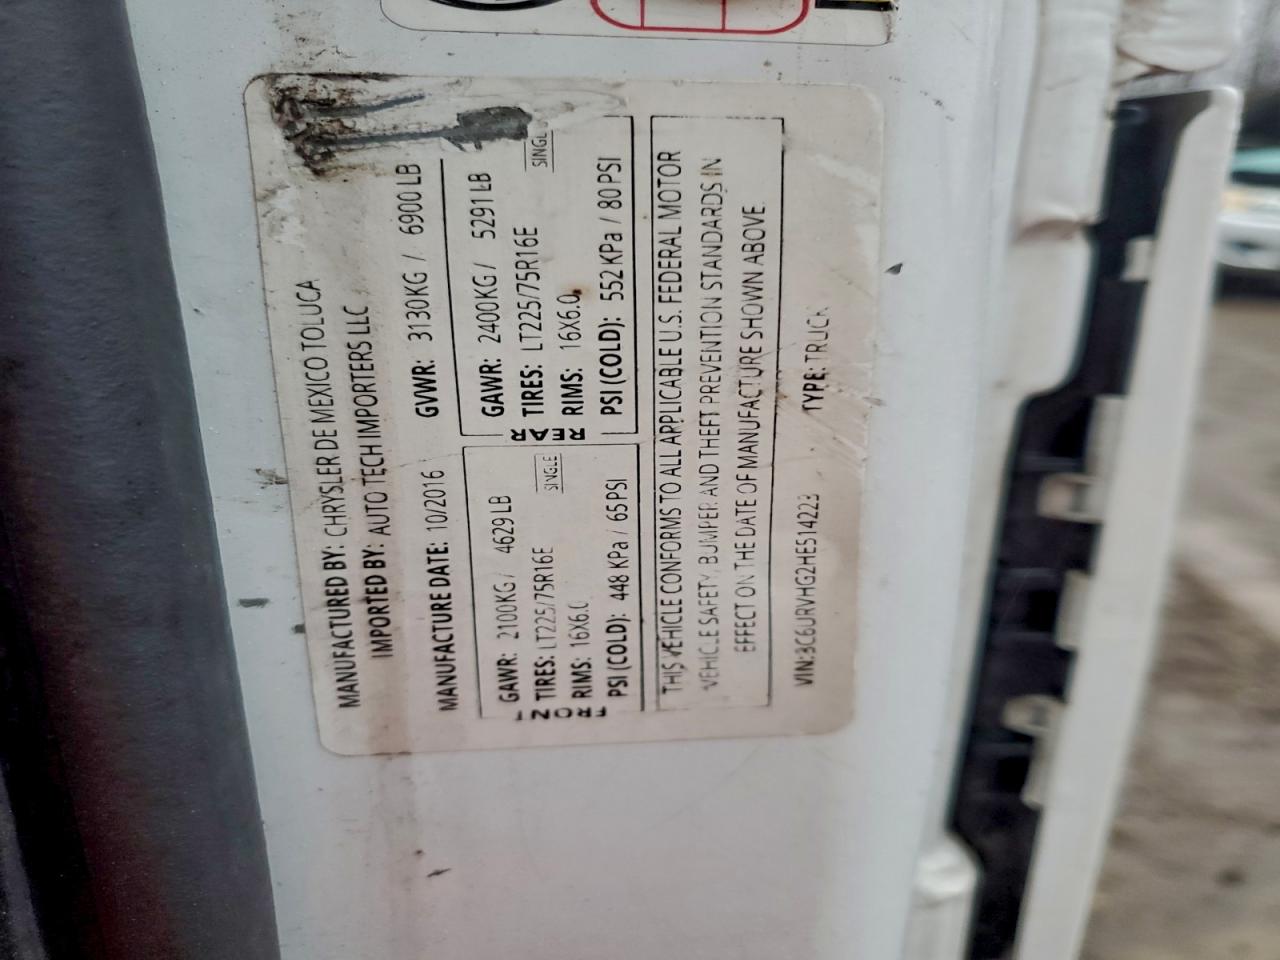 MANUFACTURED BY: CHRYSLER DE MEXICO TOLUCA
IMPORTED BY: AUTO TECH IMPORTERS LLC
MANUFACTURE DATE: 10/2016 GVWR: 3130KG / 6900 LB
FRONT
GAWR: 2100KG / 4629 LB
TIRES: LT225/75R16E SINGLE
RIMS: 16X6.0
PSI (COLD): 448 KPa / 65 PSI
REAR
GAWR: 2400KG / 5291 LB
TIRES: LT225/75R16E
RIMS: 16X6.0
PSI (COLD): 552 KPa / 80 PSI
THIS VEHICLE CONFORMS TO ALL APPLICABLE U.S. FEDERAL MOTOR
VEHICLE SAFETY, BUMPER AND THEFT PREVENTION STANDARDS IN
EFFECT ON THE DATE OF MANUFACTURE SHOWN ABOVE.
VIN: 3C6URVHG2HE514223 TYPE: TRUCK